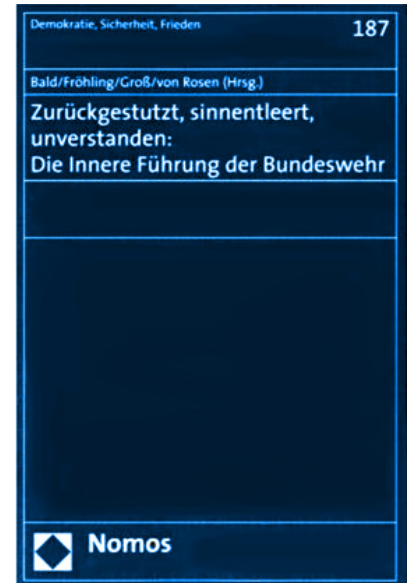 Demokratie, Sicherheit, Frieden
187
Bald/Fröhling/Groß/von Rosen (Hrsg.)
Zurückgestutzt, sinnentleert,
unverstanden:
Die Innere Führung der Bundeswehr
Nomos